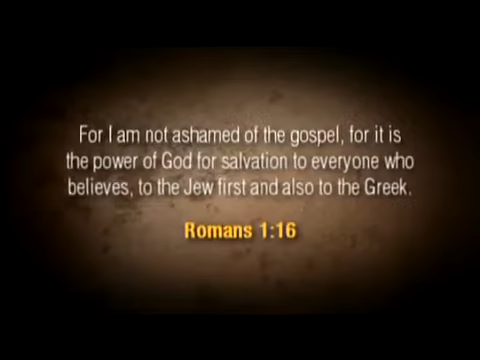 For I am not ashamed of the gospel, for it is
the power of God for salvation to everyone who
believes, to the Jew first and also to the Greek.
Romans 1:16